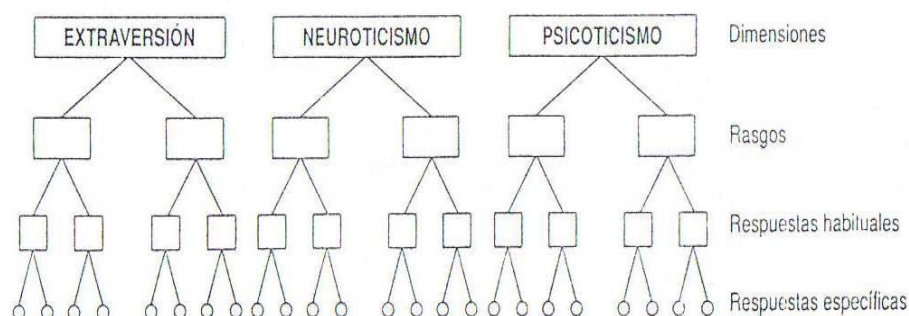 EXTRAVERSIÓN NEUROTICISMO PSICOTICISMO Dimensiones
Rasgos
Respuestas habituales
Respuestas específicas